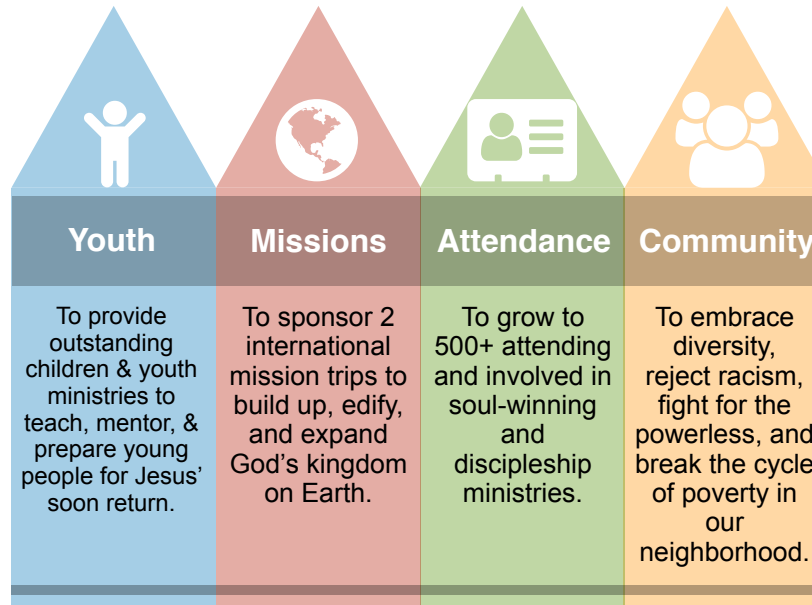 Youth
To provide
outstanding
children & youth
ministries to
teach, mentor, &
prepare young
people for Jesus’
soon return.
Missions
To sponsor 2
international
mission trips to
build up, edify,
and expand
God’s kingdom
on Earth.
Attendance
To grow to
500+ attending
and involved in
soul-winning
and
discipleship
ministries.
Community
To embrace
diversity,
reject racism,
fight for the
powerless, and
break the cycle
of poverty in
our
neighborhood.